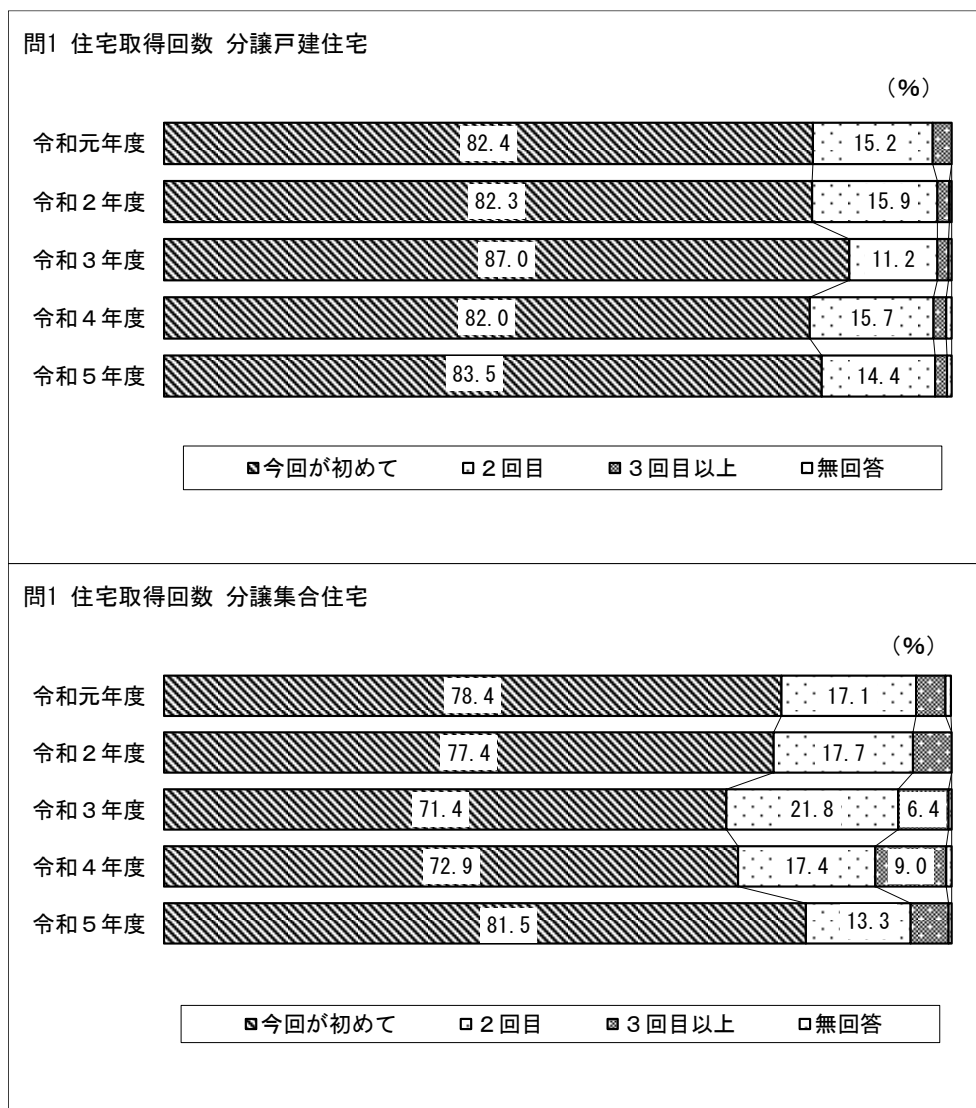 問1 住宅取得回数 分譲戸建住宅
（％）
令和元年度 82.4 15.2
令和２年度 82.3 15.9
令和３年度 87.0 11.2
令和４年度 82.0 15.7
令和５年度 83.5 14.4
今回が初めて ２回目 ３回目以上 無回答
問1 住宅取得回数 分譲集合住宅
（％）
令和元年度 78.4 17.1
令和２年度 77.4 17.7
令和３年度 71.4 21.8 6.4
令和４年度 72.9 17.4 9.0
令和５年度 81.5 13.3
今回が初めて ２回目 ３回目以上 無回答